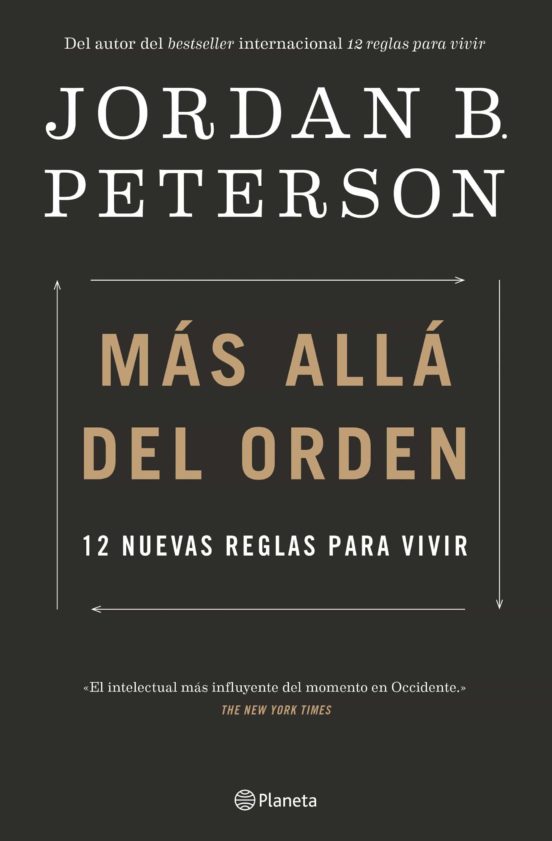 Del autor del bestseller internacional 12 reglas para vivir
JORDAN B.
PETERSON
MÁS ALLÁ
DEL ORDEN
12 NUEVAS REGLAS PARA VIVIR
«El intelectual más influyente del momento en Occidente.»
THE NEW YORK TIMES
Planeta